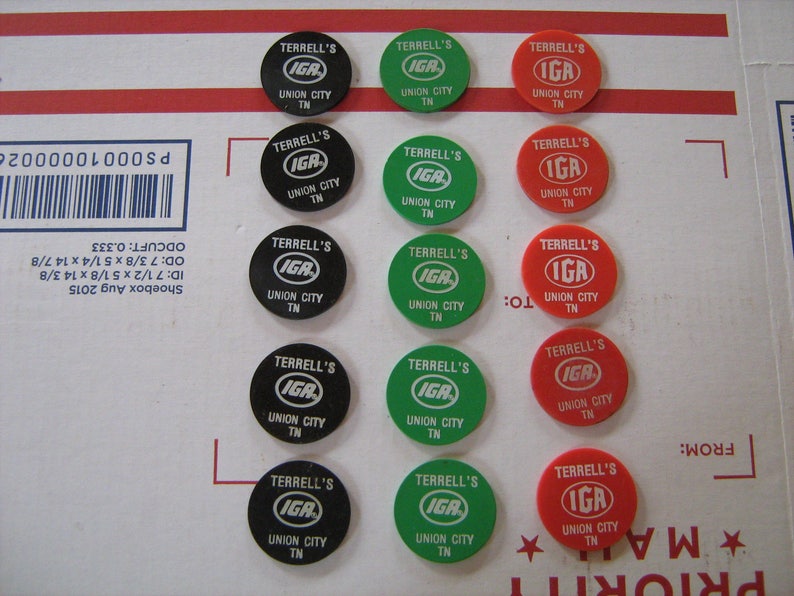 TERRELL'S
IGA®
UNION CITY
TN
TERRELL'S
IGA®
UNION CITY
TN
TERRELL'S
IGA
UNION CITY
TN
TERRELL'S
IGA®
UNION CITY
TN
TERRELL'S
IGA®
UNION CITY
TN
TERRELL'S
IGA
UNION CITY
TN
TERRELL'S
IGA®
UNION CITY
TN
TERRELL'S
IGA®
UNION CITY
TN
TERRELL'S
IGA
UNION CITY
TN
TERRELL'S
IGA®
UNION CITY
TN
TERRELL'S
IGA®
UNION CITY
TN
TERRELL'S
IGA®
UNION CITY
TN
TERRELL'S
IGA®
UNION CITY
TN
TERRELL'S
IGA®
UNION CITY
TN
TERRELL'S
IGA
UNION CITY
TN
PRIORITY
★ MAIL ★
FROM:
TO:
Shoebox Aug 2015
ID: 7 1/2 x 5 1/8 x 14 3/8
OD: 7 3/8 x 5 1/4 x 14 7/8
ODCUFT: 0.333
PS0001000002